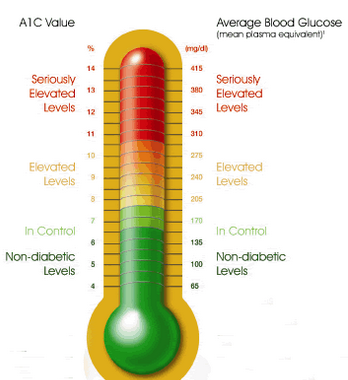 A1C Value
Average Blood Glucose
(mean plasma equivalent)¹
%
(mg/dl)
14
415
Seriously
Elevated
Levels
Seriously
Elevated
Levels
13
380
12
345
11
310
10
275
Elevated
Levels
Elevated
Levels
9
240
8
205
7
170
In Control
In Control
6
135
Non-diabetic
Levels
Non-diabetic
Levels
5
100
4
65